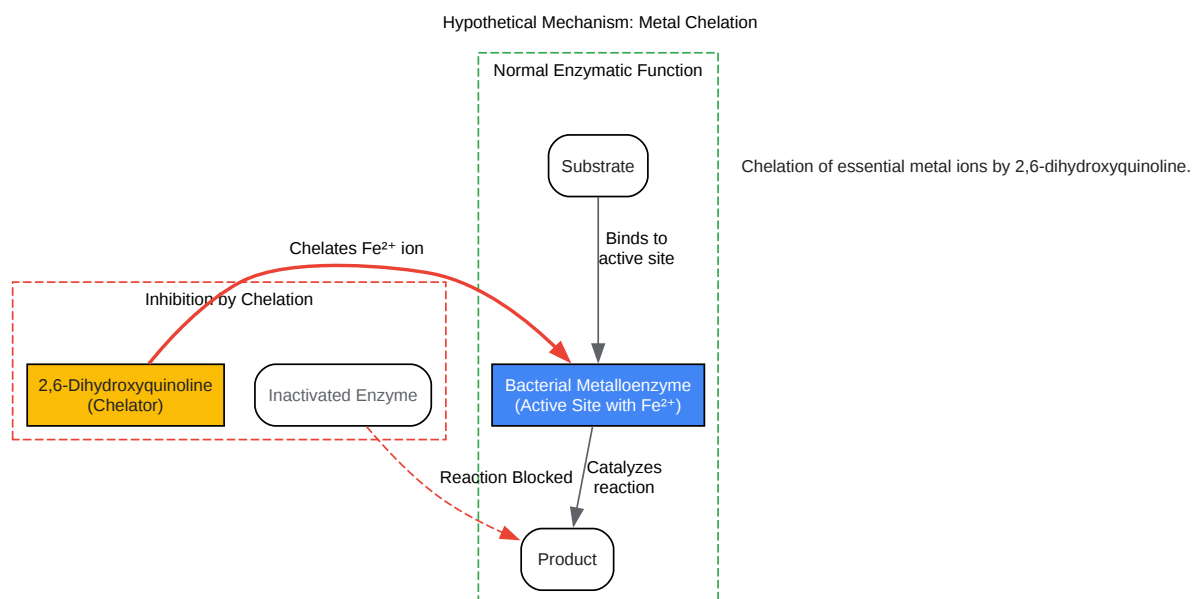 Hypothetical Mechanism: Metal Chelation
Normal Enzymatic Function
Substrate
Chelation of essential metal ions by 2,6-dihydroxyquinoline.
Binds to
active site
Chelates Fe²⁺ ion
Inhibition by Chelation
2,6-Dihydroxyquinoline
(Chelator)
Inactivated Enzyme
Bacterial Metalloenzyme
(Active Site with Fe²⁺)
Reaction Blocked
Catalyzes
reaction
Product